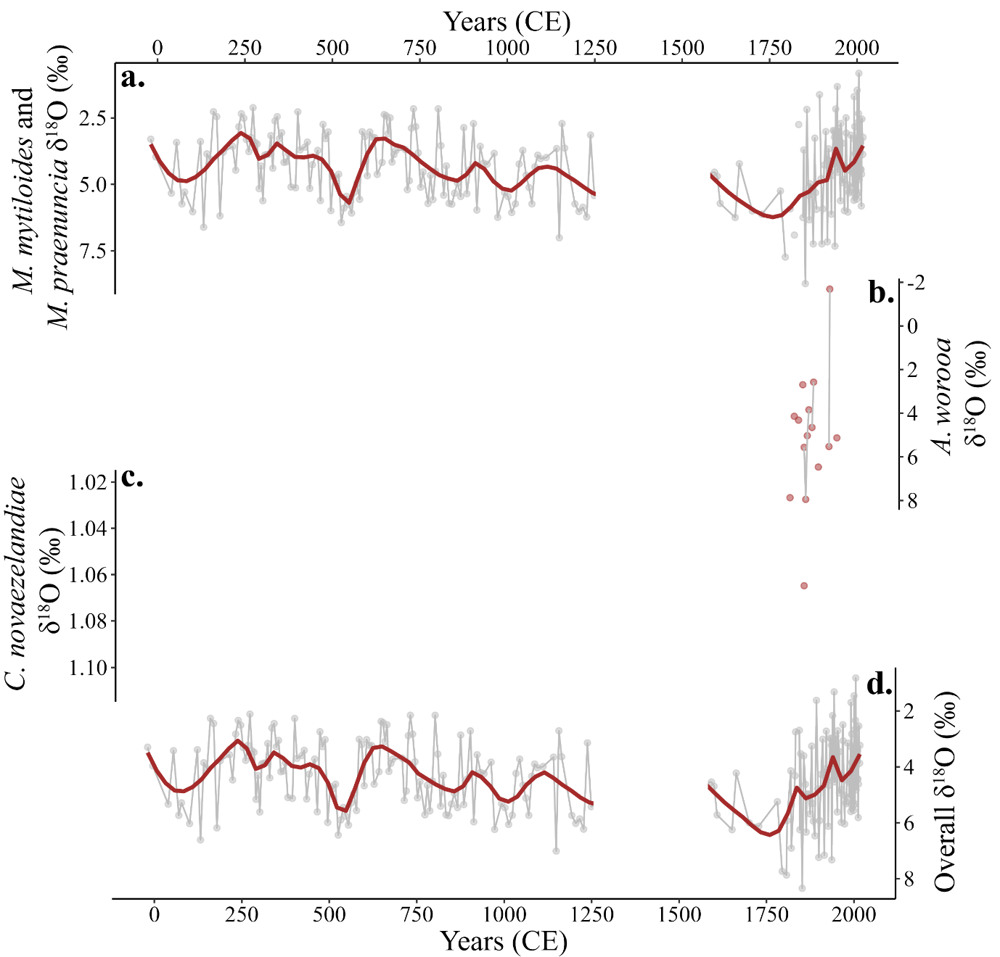 Years (CE)
0 250 500 750 1000 1250 1500 1750 2000
a.
M. mytiloides and
M. praenuncia δ¹⁸O (‰)
2.5
5.0
7.5
b.
-2
0
2
4
6
8
A. worooa
δ¹⁸O (‰)
c.
C. novaezelandiae
δ¹⁸O (‰)
1.02
1.04
1.06
1.08
1.10
d.
2
4
6
8
Overall δ¹⁸O (‰)
0 250 500 750 1000 1250 1500 1750 2000
Years (CE)